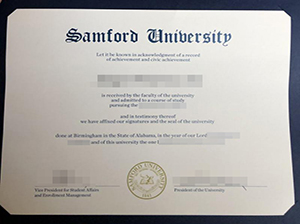 Samford University
Let it be known in acknowledgment of a record
of achievement and civic achievement
is received by the faculty of the university
and admitted to a course of study
pursuing the
and in testimony thereof
we have affixed our signatures and the seal of the university
done at Birmingham in the State of Alabama, in the year of our Lord
and of this university the one
SAMFORD UNIVERSITY
1841
Vice President for Student Affairs
and Enrollment Management
President of the University